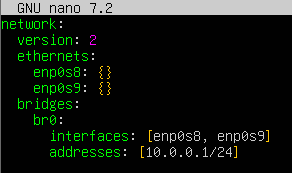 GNU nano 7.2
network:
  version: 2
  ethernets:
    enp0s8: {}
    enp0s9: {}
  bridges:
    br0:
      interfaces: [enp0s8, enp0s9]
      addresses: [10.0.0.1/24]